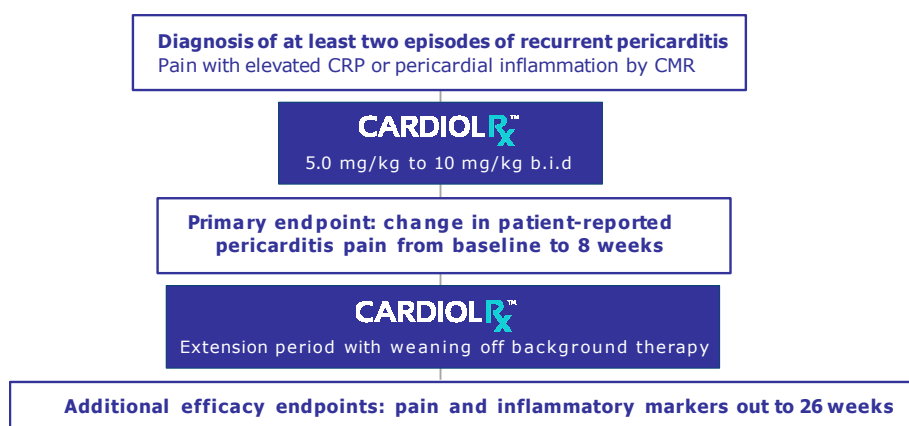 Diagnosis of at least two episodes of recurrent pericarditis
Pain with elevated CRP or pericardial inflammation by CMR
CARDIOLRx™
5.0 mg/kg to 10 mg/kg b.i.d
Primary endpoint: change in patient-reported
pericarditis pain from baseline to 8 weeks
CARDIOLRx™
Extension period with weaning off background therapy
Additional efficacy endpoints: pain and inflammatory markers out to 26 weeks